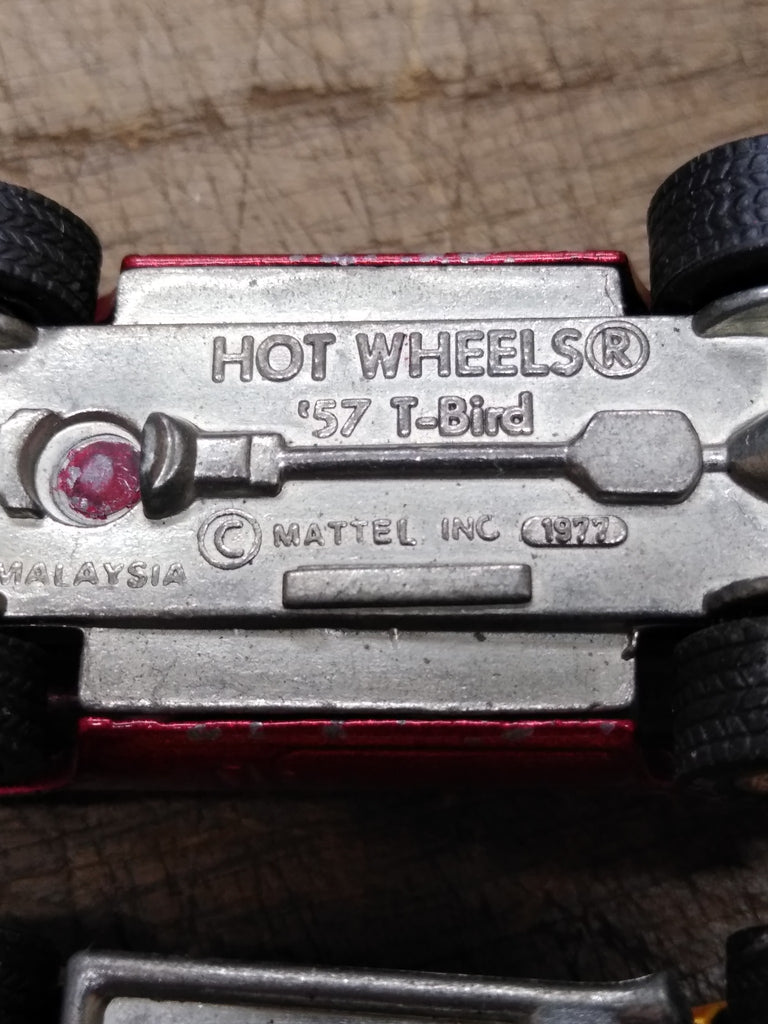 HOT WHEELS®
'57 T-Bird
© MATTEL INC 1977
MALAYSIA